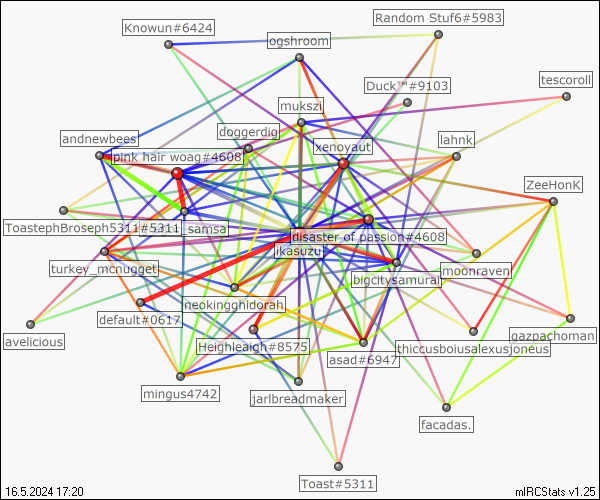 Random Stuf6#5983
Knowun#6424
ogshroom
tescoroll
Duck™#9103
mukszi
doggerdig
andnewbees
lahnk
xenoyaut
pink hair woag#4608
ZeeHonK
ToastephBroseph5311#5311
_samsa
disaster of passion#4608
ikasuzu
turkey_mcnugget
moonraven
bigcitysamurai
neokingghidorah
default#0617
gazpachoman
avelicious
Heighleaigh#8575
thiccusboiusalexusjoneus
asad#6947
mingus4742
jarlbreadmaker
facadas.
Toast#5311
16.5.2024 17:20
mIRCStats v1.25